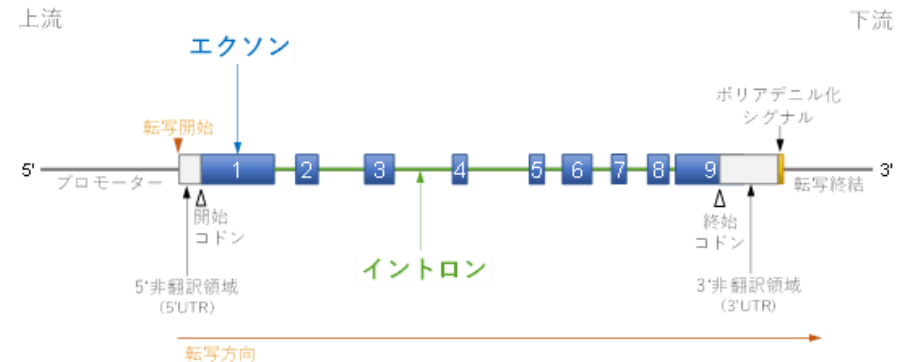 上流
下流
エクソン
ポリアデニル化
シグナル
転写開始
5'
1
2
3
4
5
6
7
8
9
3'
プロモーター
転写終結
開始
コドン
終始
コドン
イントロン
5'非翻訳領域
(5'UTR)
3'非翻訳領域
(3'UTR)
転写方向